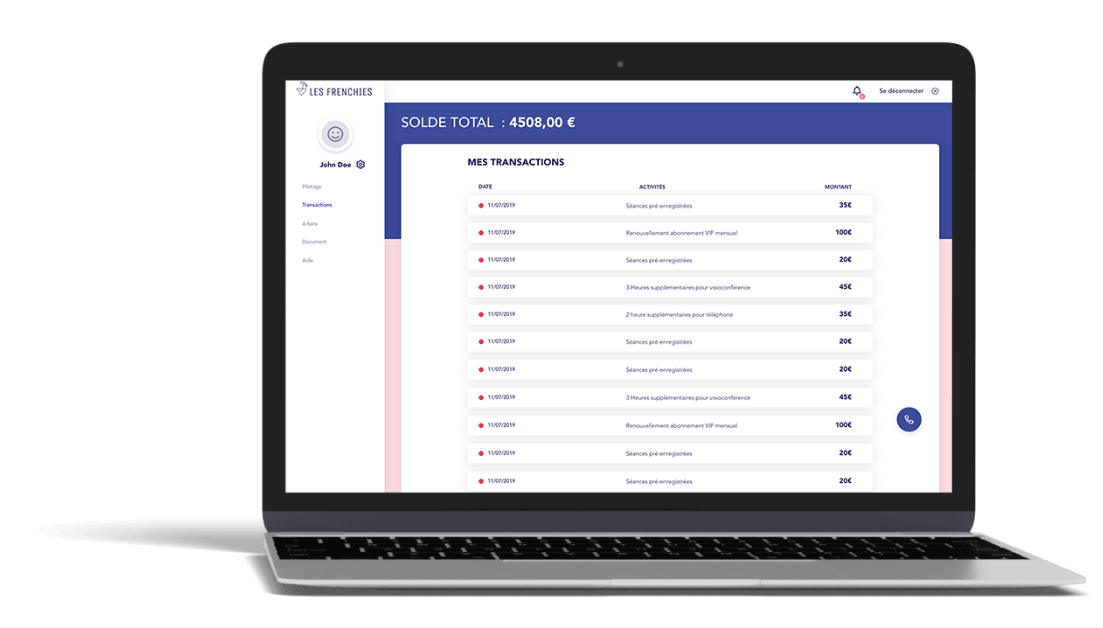 LES FRENCHIES
Se déconnecter
SOLDE TOTAL : 4508,00 €
John Doe
Pilotage
Transactions
A faire
Document
Aide
MES TRANSACTIONS
DATE ACTIVITÉS MONTANT
11/07/2019 Séances pré-enregistrées 35€
11/07/2019 Renouvellement abonnement VIP mensuel 100€
11/07/2019 Séances pré-enregistrées 20€
11/07/2019 3 Heures supplémentaires pour visioconférence 45€
11/07/2019 2 heure supplémentaires pour téléphone 35€
11/07/2019 Séances pré-enregistrées 20€
11/07/2019 Séances pré-enregistrées 20€
11/07/2019 3 Heures supplémentaires pour visioconférence 45€
11/07/2019 Renouvellement abonnement VIP mensuel 100€
11/07/2019 Séances pré-enregistrées 20€
11/07/2019 Séances pré-enregistrées 20€